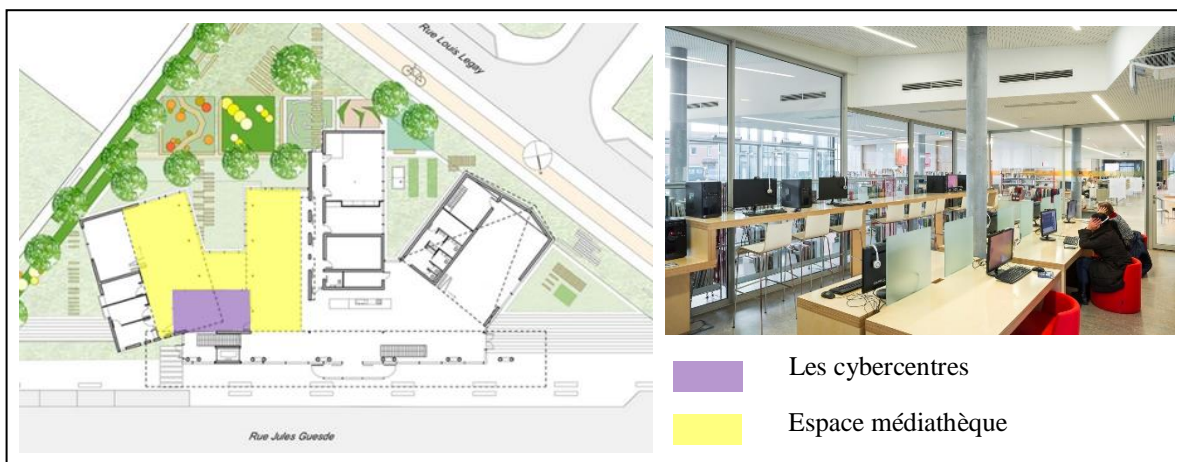 Rue Louis Legay
Rue Jules Guesde
Les cybercentres
Espace médiathèque